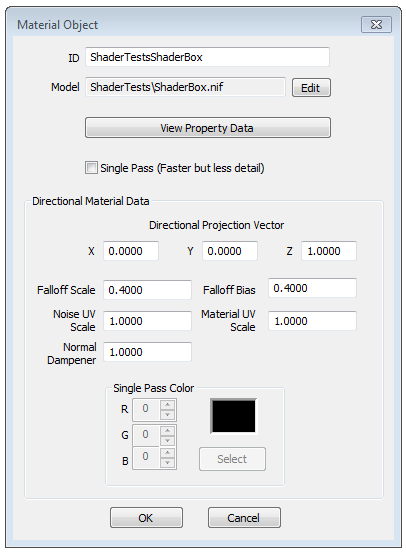 Material Object
ID ShaderTestsShaderBox
Model ShaderTests\ShaderBox.nif Edit
View Property Data
Single Pass (Faster but less detail)
Directional Material Data
Directional Projection Vector
X 0.0000 Y 0.0000 Z 1.0000
Falloff Scale 0.4000 Falloff Bias 0.4000
Noise UV Scale 1.0000 Material UV Scale 1.0000
Normal Dampener 1.0000
Single Pass Color
R 0
G 0
B 0 Select
OK Cancel